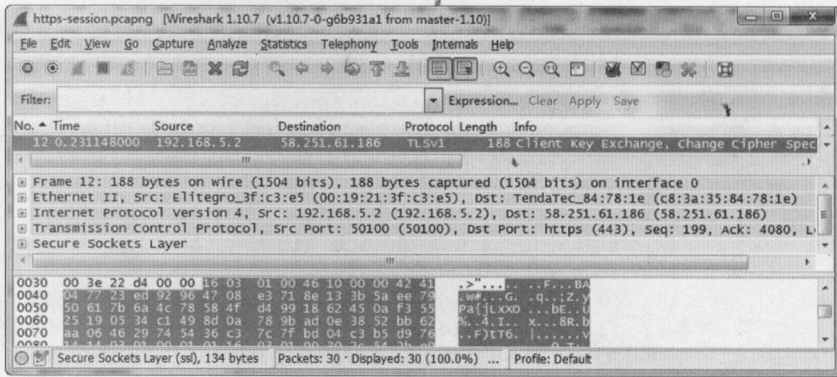 https-session.pcapng [Wireshark 1.10.7 (v1.10.7-0-g6b931a1 from master-1.10)]
File Edit View Go Capture Analyze Statistics Telephony Tools Internals Help
Filter: Expression... Clear Apply Save
No. Time Source Destination Protocol Length Info
12 0.231148000 192.168.5.2 58.251.61.186 TLSv1 188 Client Key Exchange, Change Cipher Spec
Frame 12: 188 bytes on wire (1504 bits), 188 bytes captured (1504 bits) on interface 0
Ethernet II, Src: Elitegro_3f:c3:e5 (00:19:21:3f:c3:e5), Dst: TendaTec_84:78:1e (c8:3a:35:84:78:1e)
Internet Protocol Version 4, Src: 192.168.5.2 (192.168.5.2), Dst: 58.251.61.186 (58.251.61.186)
Transmission Control Protocol, Src Port: 50100 (50100), Dst Port: https (443), Seq: 199, Ack: 4080, L
Secure Sockets Layer
0030 00 3e 22 d4 00 00 16 03 01 00 46 10 00 00 42 41 .>".......F...BA
0040 04 77 23 ed 92 96 47 08 e3 71 8e 13 3b 5a ee 79 .w#...G. .q..;Z.y
0050 50 61 7b 6a 4c 78 58 4f d4 99 18 62 45 0a f3 55 Pa{jLxXO ...bE..U
0060 25 19 05 34 c1 49 8d 0a 78 9b ad 0e 38 52 bb 62 %..4.I.. x...8R.b
0070 aa 06 46 29 74 54 36 c3 7c 7f bd 04 c3 b5 d9 76 ..F)tT6. |......v
0080
Secure Sockets Layer (ssl), 134 bytes Packets: 30 · Displayed: 30 (100.0%) ... Profile: Default